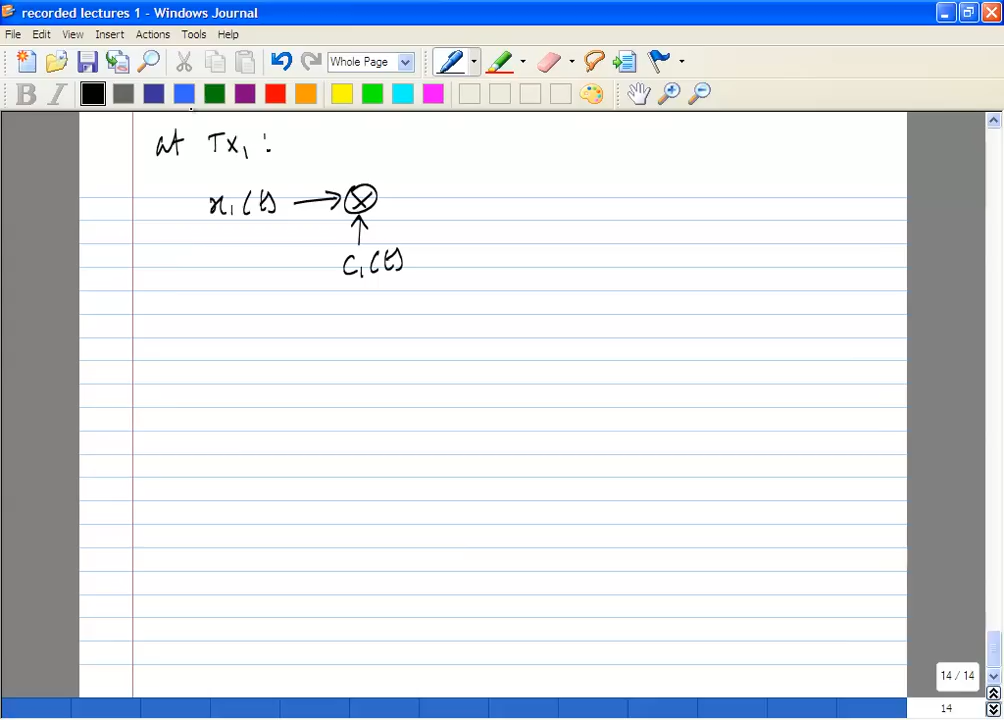 recorded lectures 1 - Windows Journal
File Edit View Insert Actions Tools Help
Whole Page
B I
at Tx₁ :
x₁(t)
c₁(t)
14 / 14
14